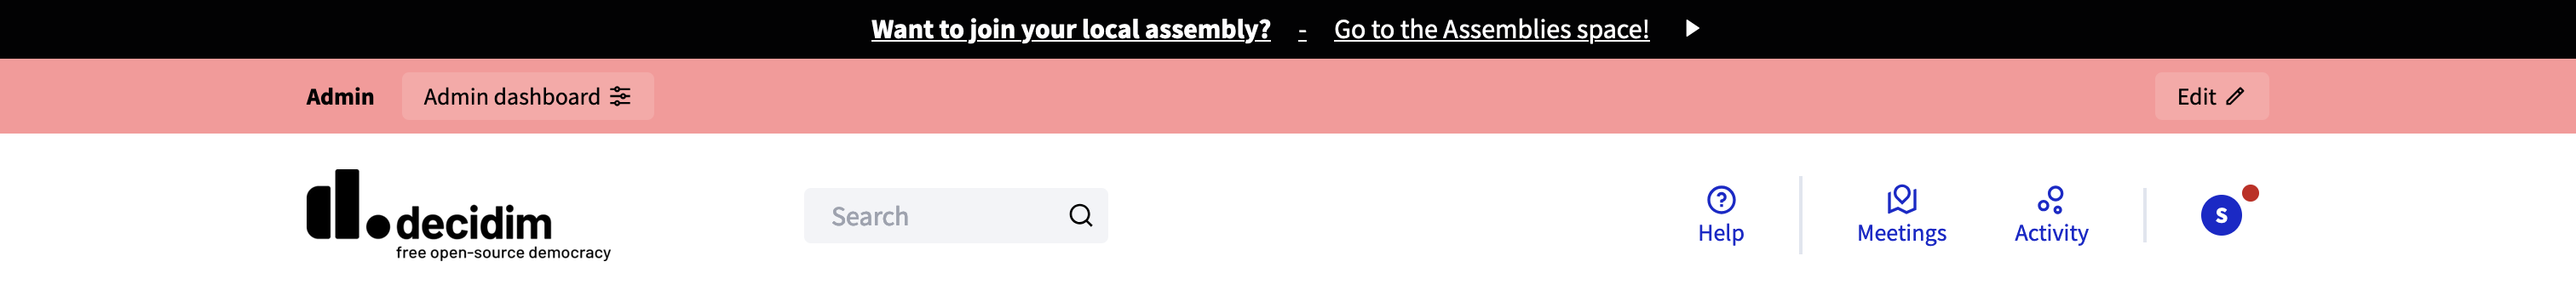 Want to join your local assembly? - Go to the Assemblies space!
Admin Admin dashboard Edit
decidim
free open-source democracy
Search
Help Meetings Activity S